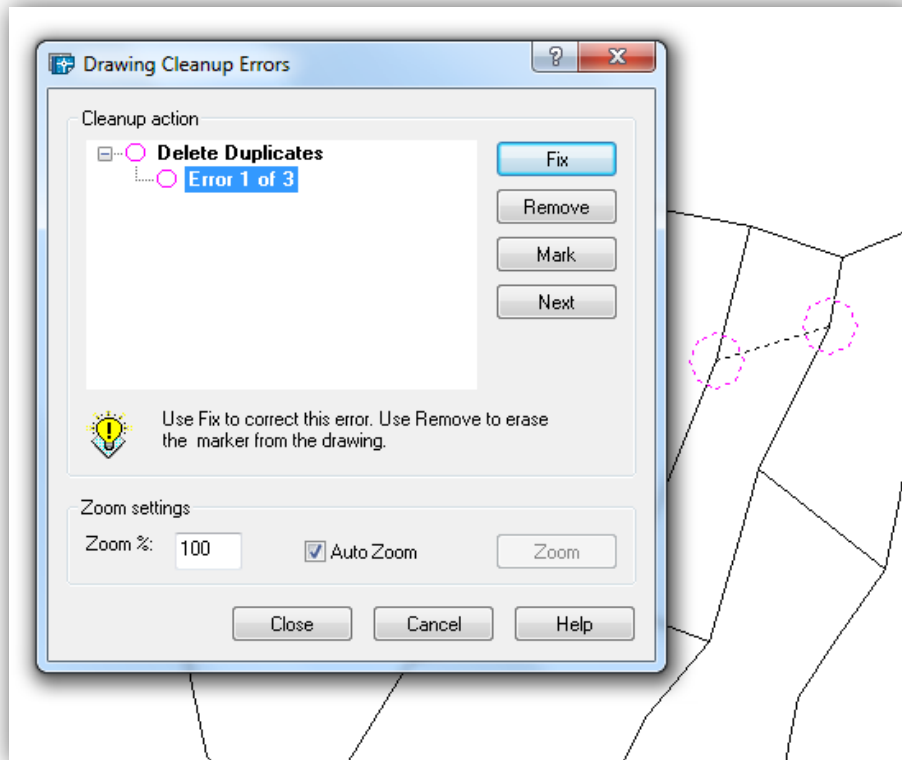 Drawing Cleanup Errors
?
X
Cleanup action
Delete Duplicates
Error 1 of 3
Fix
Remove
Mark
Next
Use Fix to correct this error. Use Remove to erase
the marker from the drawing.
Zoom settings
Zoom %:
100
Auto Zoom
Zoom
Close
Cancel
Help